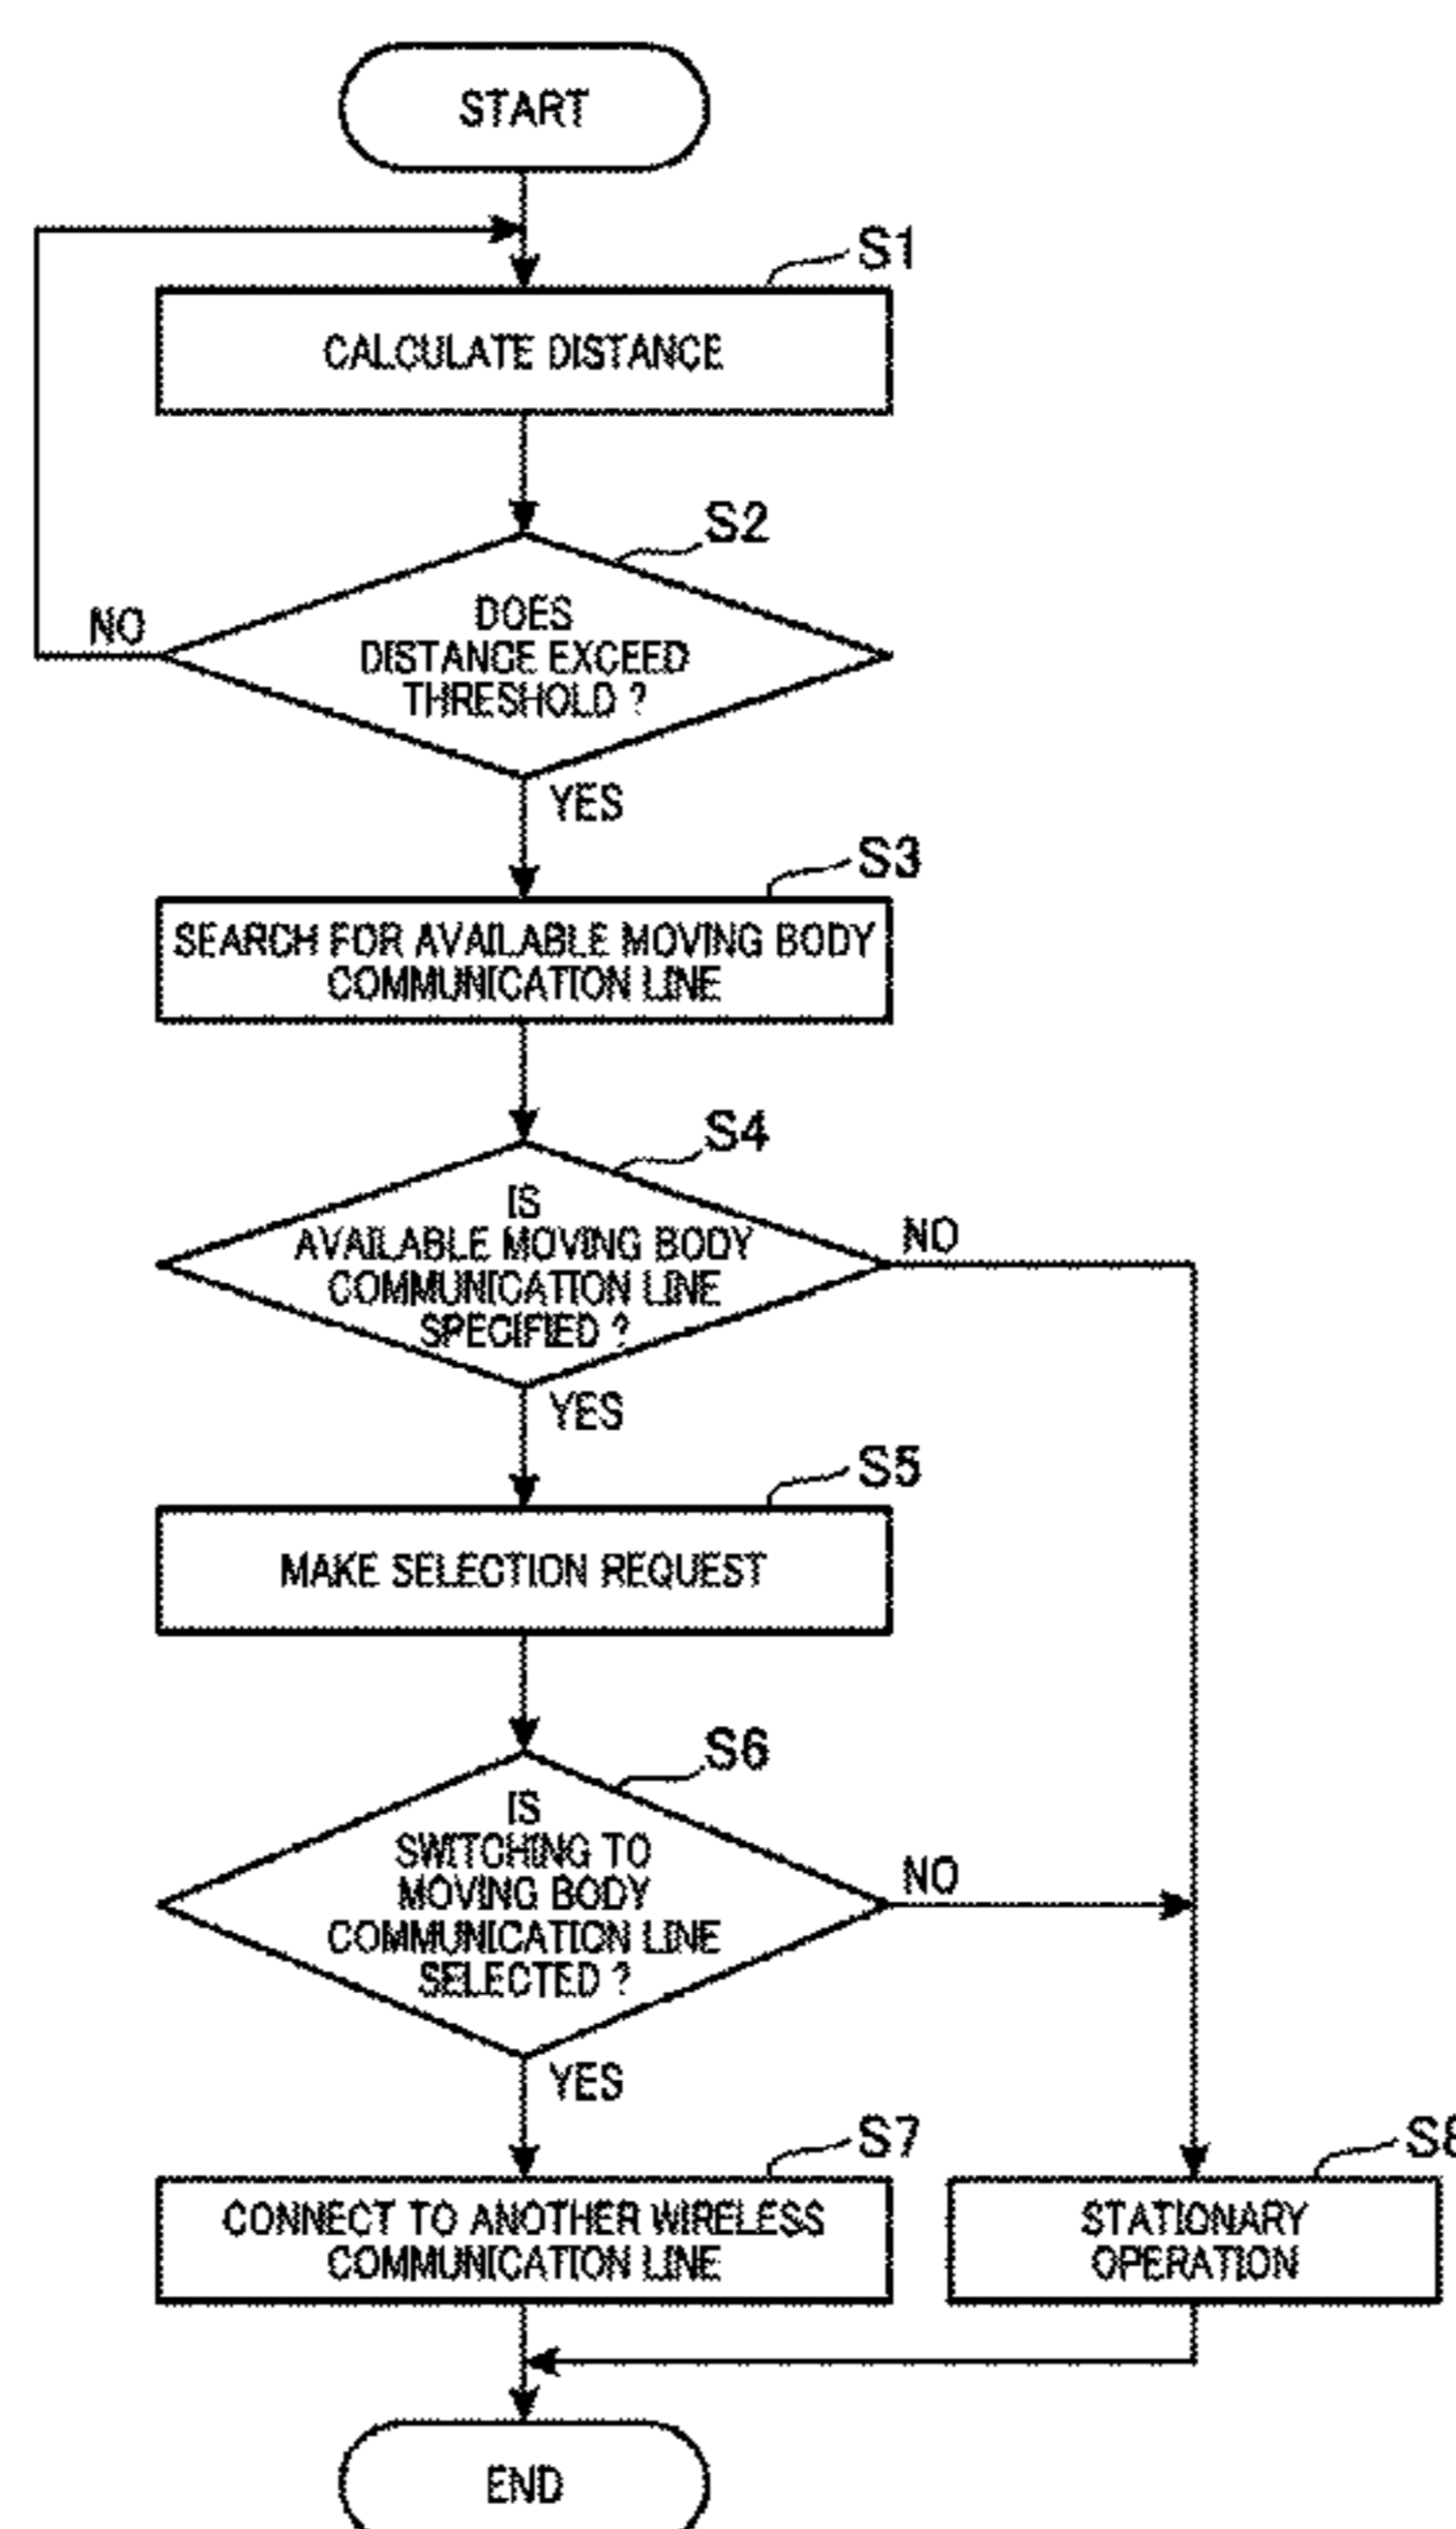 START
S1
CALCULATE DISTANCE
S2
DOES
DISTANCE EXCEED
THRESHOLD ?
NO
YES
S3
SEARCH FOR AVAILABLE MOVING BODY
COMMUNICATION LINE
S4
IS
AVAILABLE MOVING BODY
COMMUNICATION LINE
SPECIFIED ?
NO
YES
S5
MAKE SELECTION REQUEST
S6
IS
SWITCHING TO
MOVING BODY
COMMUNICATION LINE
SELECTED ?
NO
YES
S7
CONNECT TO ANOTHER WIRELESS
COMMUNICATION LINE
S8
STATIONARY
OPERATION
END